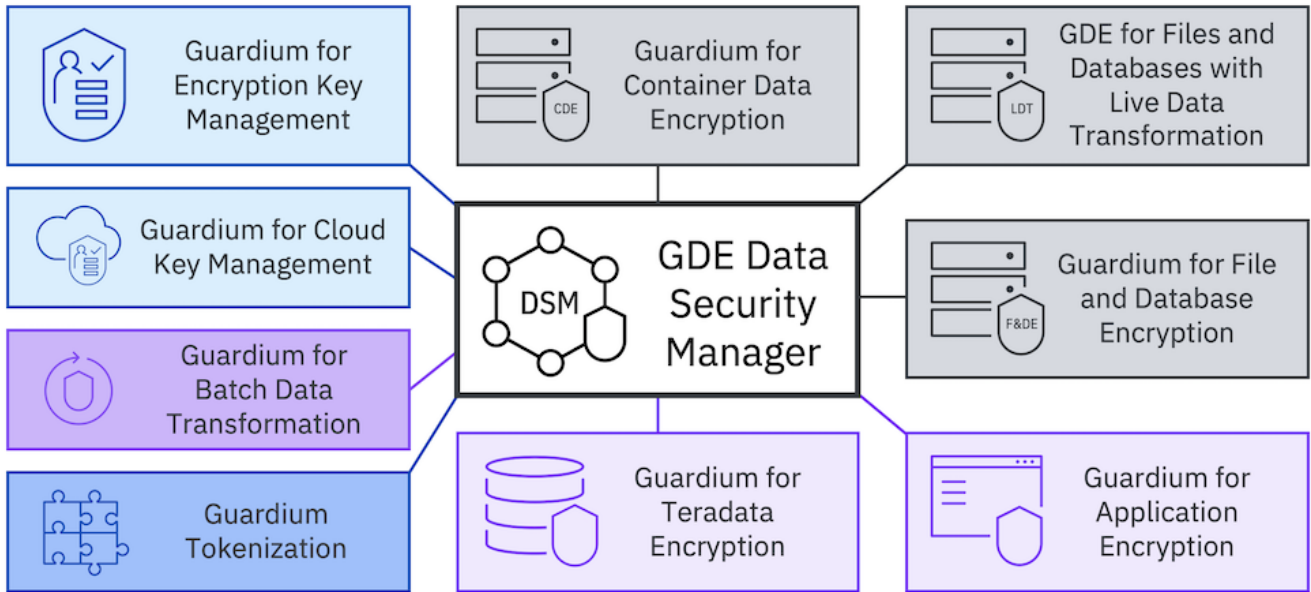 Guardium for
Encryption Key
Management
Guardium for
Container Data
Encryption
CDE
GDE for Files and
Databases with
Live Data
Transformation
LDT
Guardium for Cloud
Key Management
DSM
GDE Data
Security
Manager
Guardium for File
and Database
Encryption
F&DE
Guardium for
Batch Data
Transformation
Guardium
Tokenization
Guardium for
Teradata
Encryption
Guardium for
Application
Encryption